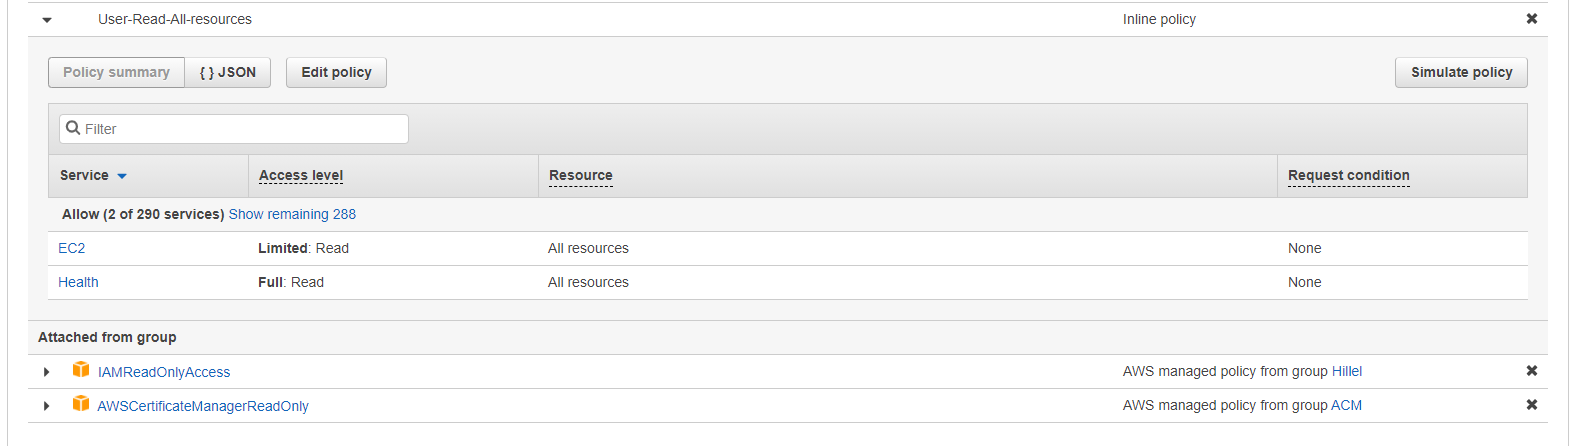 User-Read-All-resources Inline policy
Policy summary { } JSON Edit policy Simulate policy
Filter
Service Access level Resource Request condition
Allow (2 of 290 services) Show remaining 288
EC2 Limited: Read All resources None
Health Full: Read All resources None
Attached from group
IAMReadOnlyAccess AWS managed policy from group Hillel
AWSCertificateManagerReadOnly AWS managed policy from group ACM